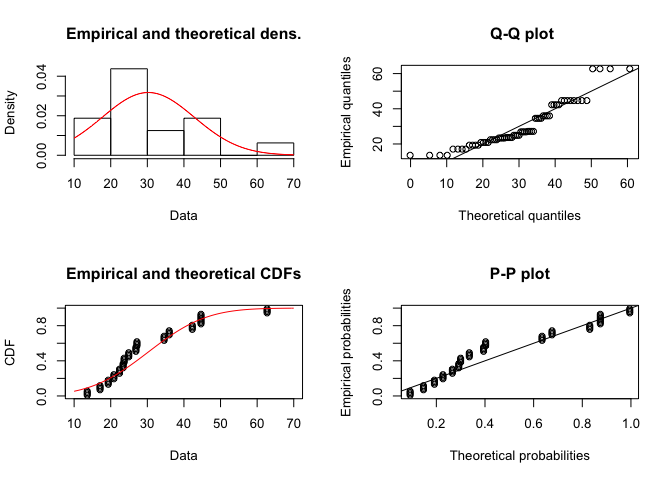 Empirical and theoretical dens.
Density
0.00 0.02 0.04
10 20 30 40 50 60 70
Data
Q-Q plot
Empirical quantiles
20 40 60
0 10 20 30 40 50 60
Theoretical quantiles
Empirical and theoretical CDFs
CDF
0.0 0.4 0.8
10 20 30 40 50 60 70
Data
P-P plot
Empirical probabilities
0.0 0.4 0.8
0.2 0.4 0.6 0.8 1.0
Theoretical probabilities